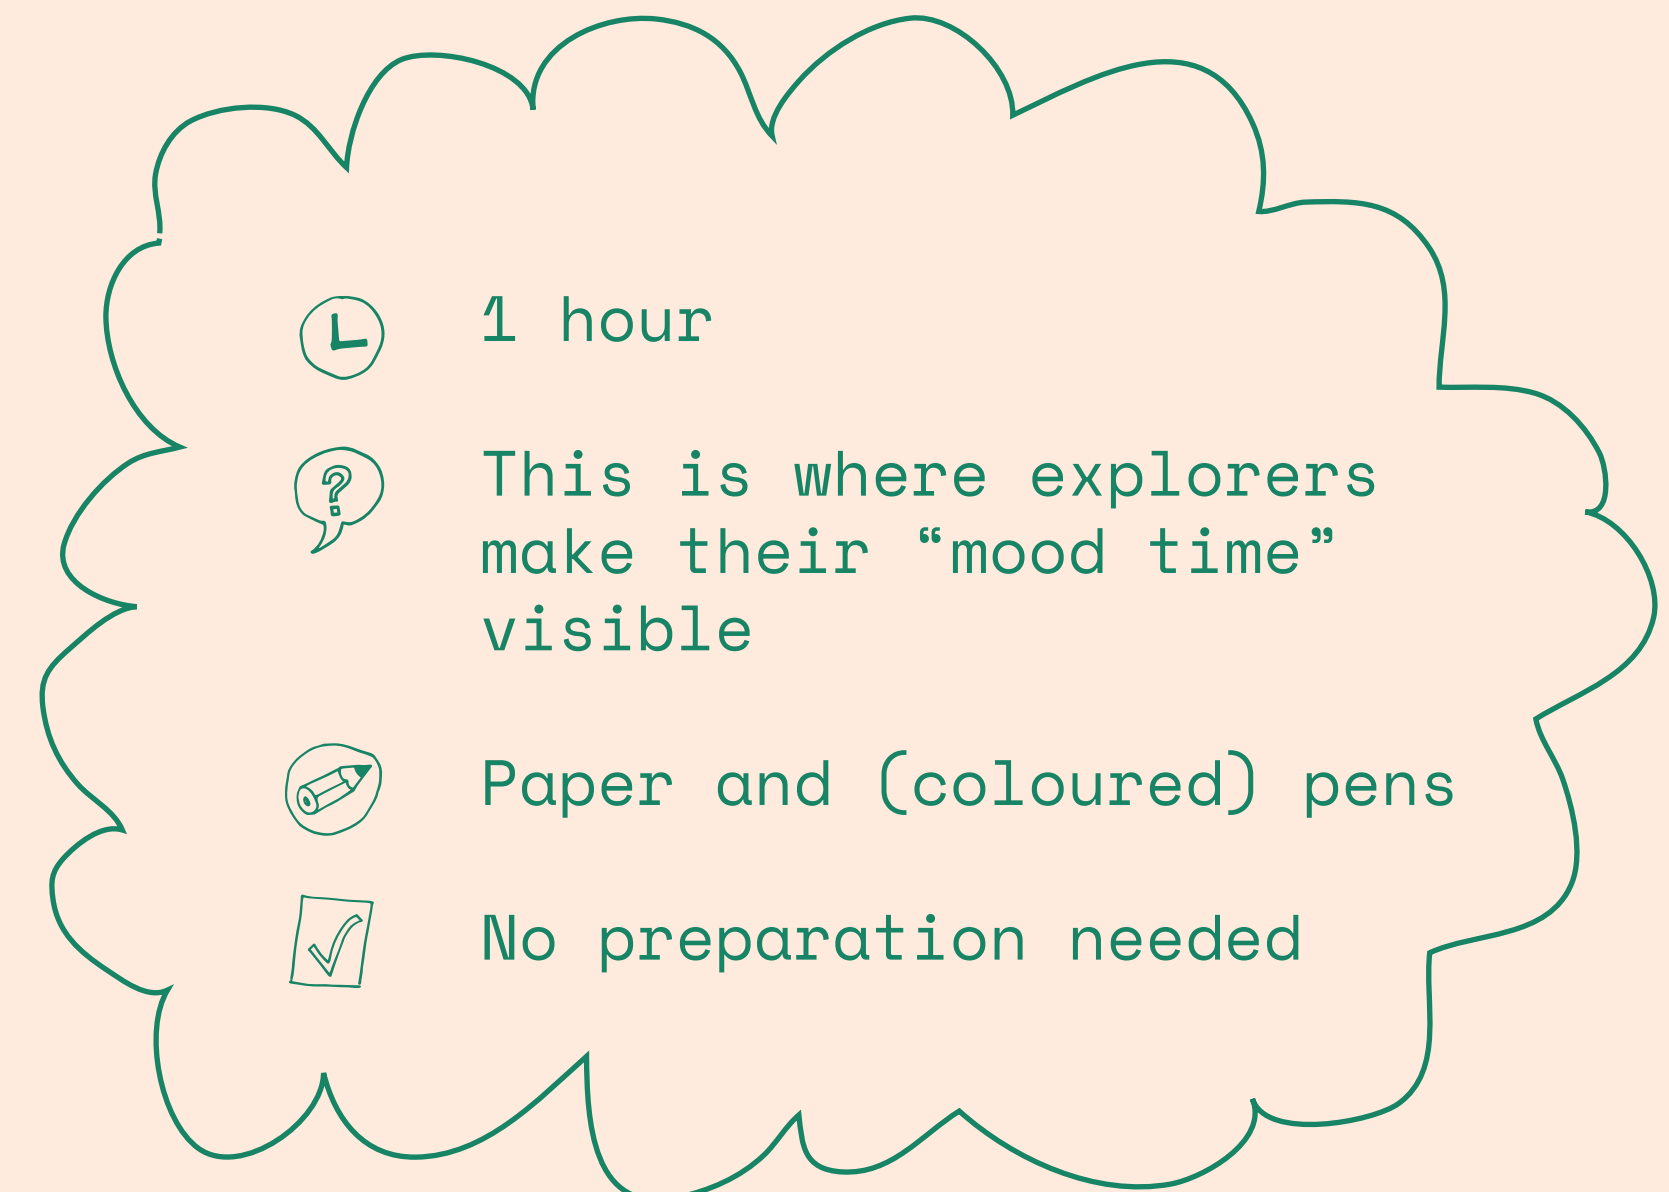 1 hour
This is where explorers
make their “mood time”
visible
Paper and (coloured) pens
No preparation needed